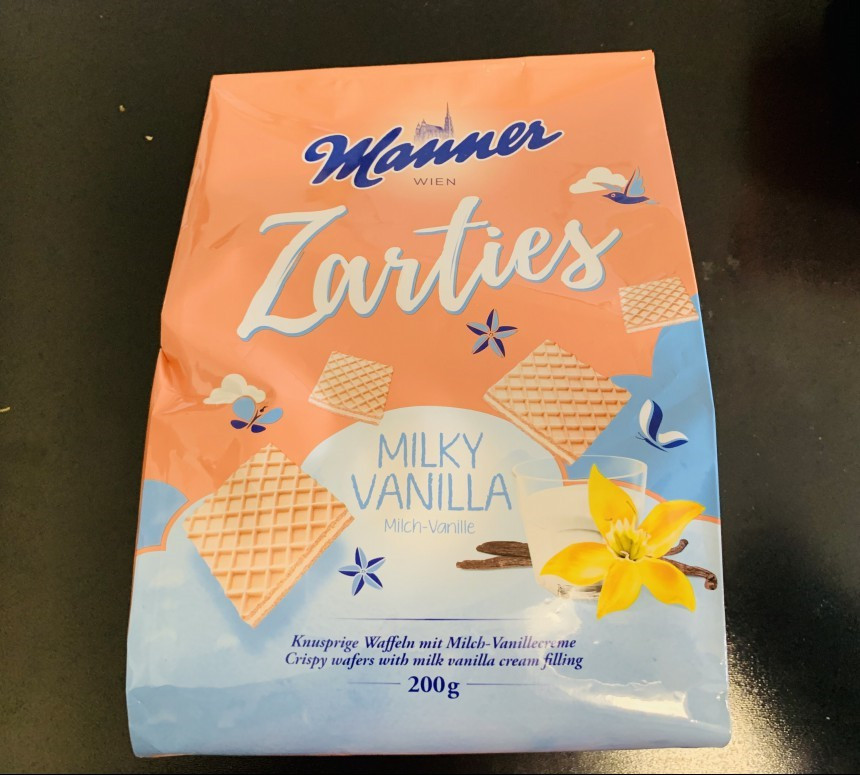 Manner
WIEN
Zarties
MILKY
VANILLA
Milch-Vanille
Knusprige Waffeln mit Milch-Vanillecreme
Crispy wafers with milk vanilla cream filling
200g